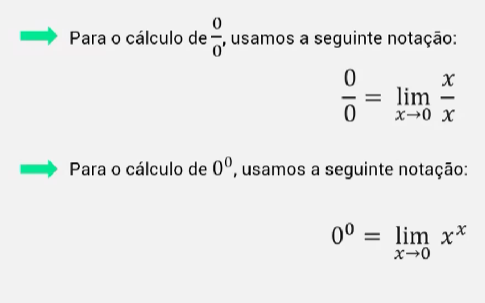 Para o cálculo de 0/0, usamos a seguinte notação:
0/0 = lim x→0 x/x
Para o cálculo de 0⁰, usamos a seguinte notação:
0⁰ = lim x→0 xˣ